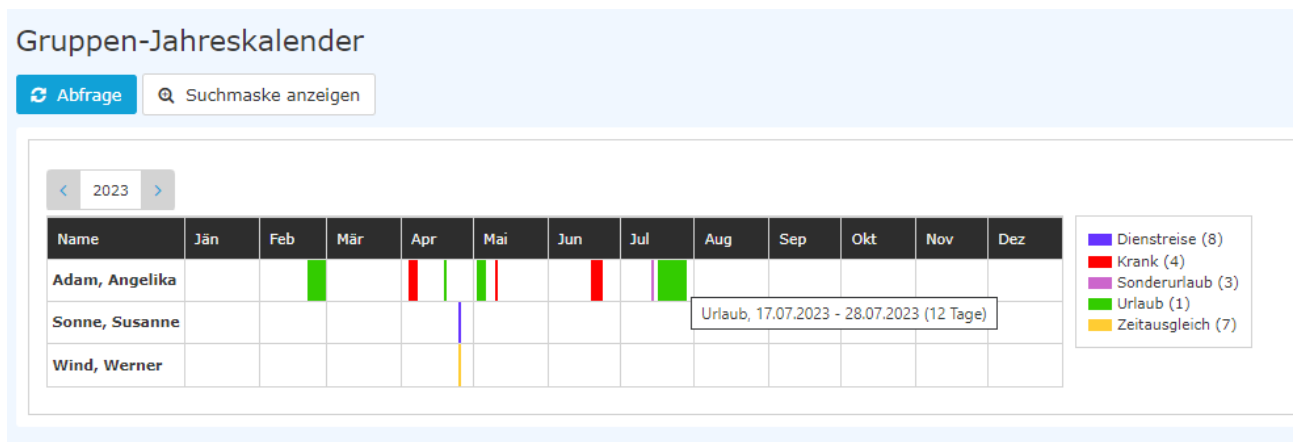 Gruppen-Jahreskalender
Abfrage Suchmaske anzeigen
< 2023 >
Name Jän Feb Mär Apr Mai Jun Jul Aug Sep Okt Nov Dez
Adam, Angelika
Sonne, Susanne
Wind, Werner
Urlaub, 17.07.2023 - 28.07.2023 (12 Tage)
Dienstreise (8)
Krank (4)
Sonderurlaub (3)
Urlaub (1)
Zeitausgleich (7)